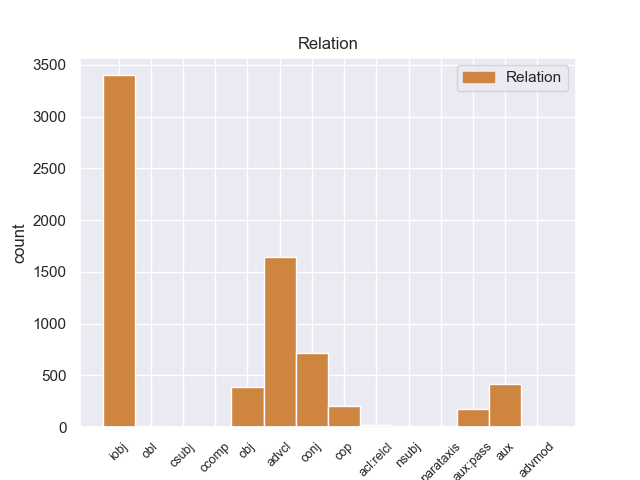 Relation
3500
3000
2500
2000
1500
1000
500
0
count
Relation
iobj
obl
csubj
ccomp
obj
advcl
conj
cop
acl:relcl
nsubj
parataxis
aux:pass
aux
advmod